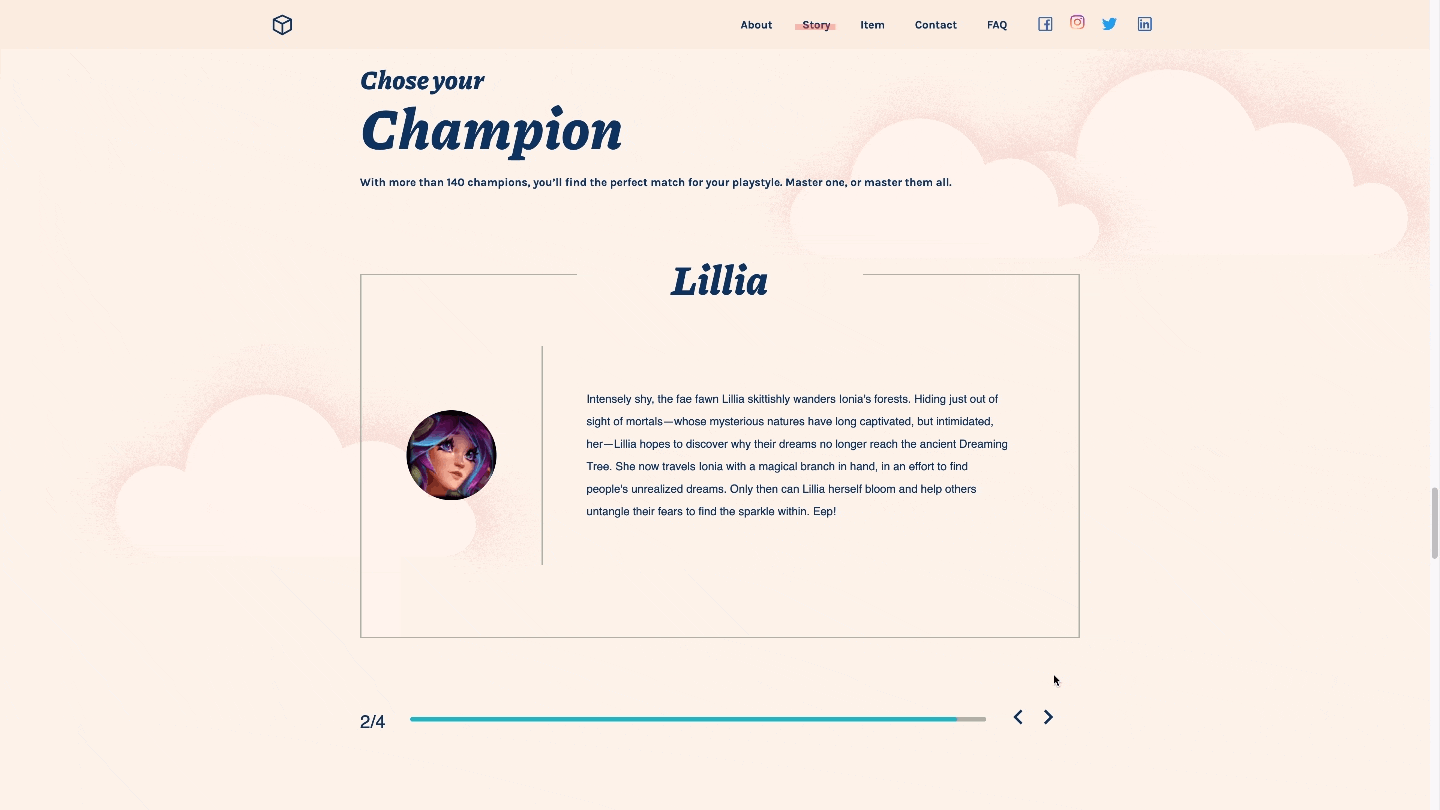 About Story Item Contact FAQ
Chose your
Champion
With more than 140 champions, you'll find the perfect match for your playstyle. Master one, or master them all.
Lillia
Intensely shy, the fae fawn Lillia skittishly wanders Ionia's forests. Hiding just out of
sight of mortals—whose mysterious natures have long captivated, but intimidated,
her—Lillia hopes to discover why their dreams no longer reach the ancient Dreaming
Tree. She now travels Ionia with a magical branch in hand, in an effort to find
people's unrealized dreams. Only then can Lillia herself bloom and help others
untangle their fears to find the sparkle within. Eep!
2/4